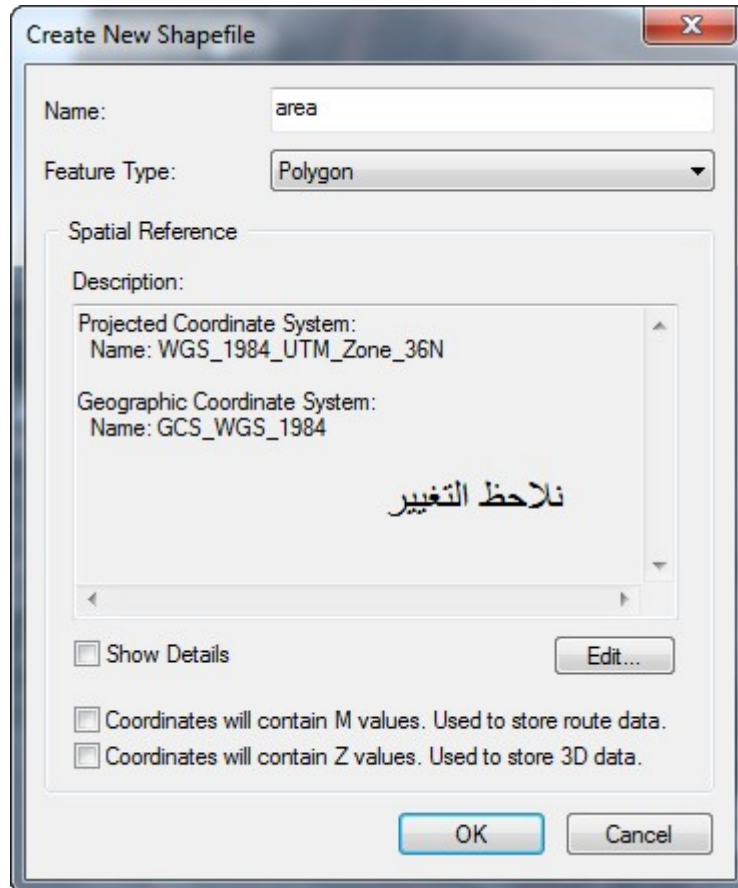 Create New Shapefile
Name: area
Feature Type: Polygon
Spatial Reference
Description:
Projected Coordinate System:
Name: WGS_1984_UTM_Zone_36N
Geographic Coordinate System:
Name: GCS_WGS_1984
نلاحظ التغيير
Show Details Edit...
Coordinates will contain M values. Used to store route data.
Coordinates will contain Z values. Used to store 3D data.
OK Cancel